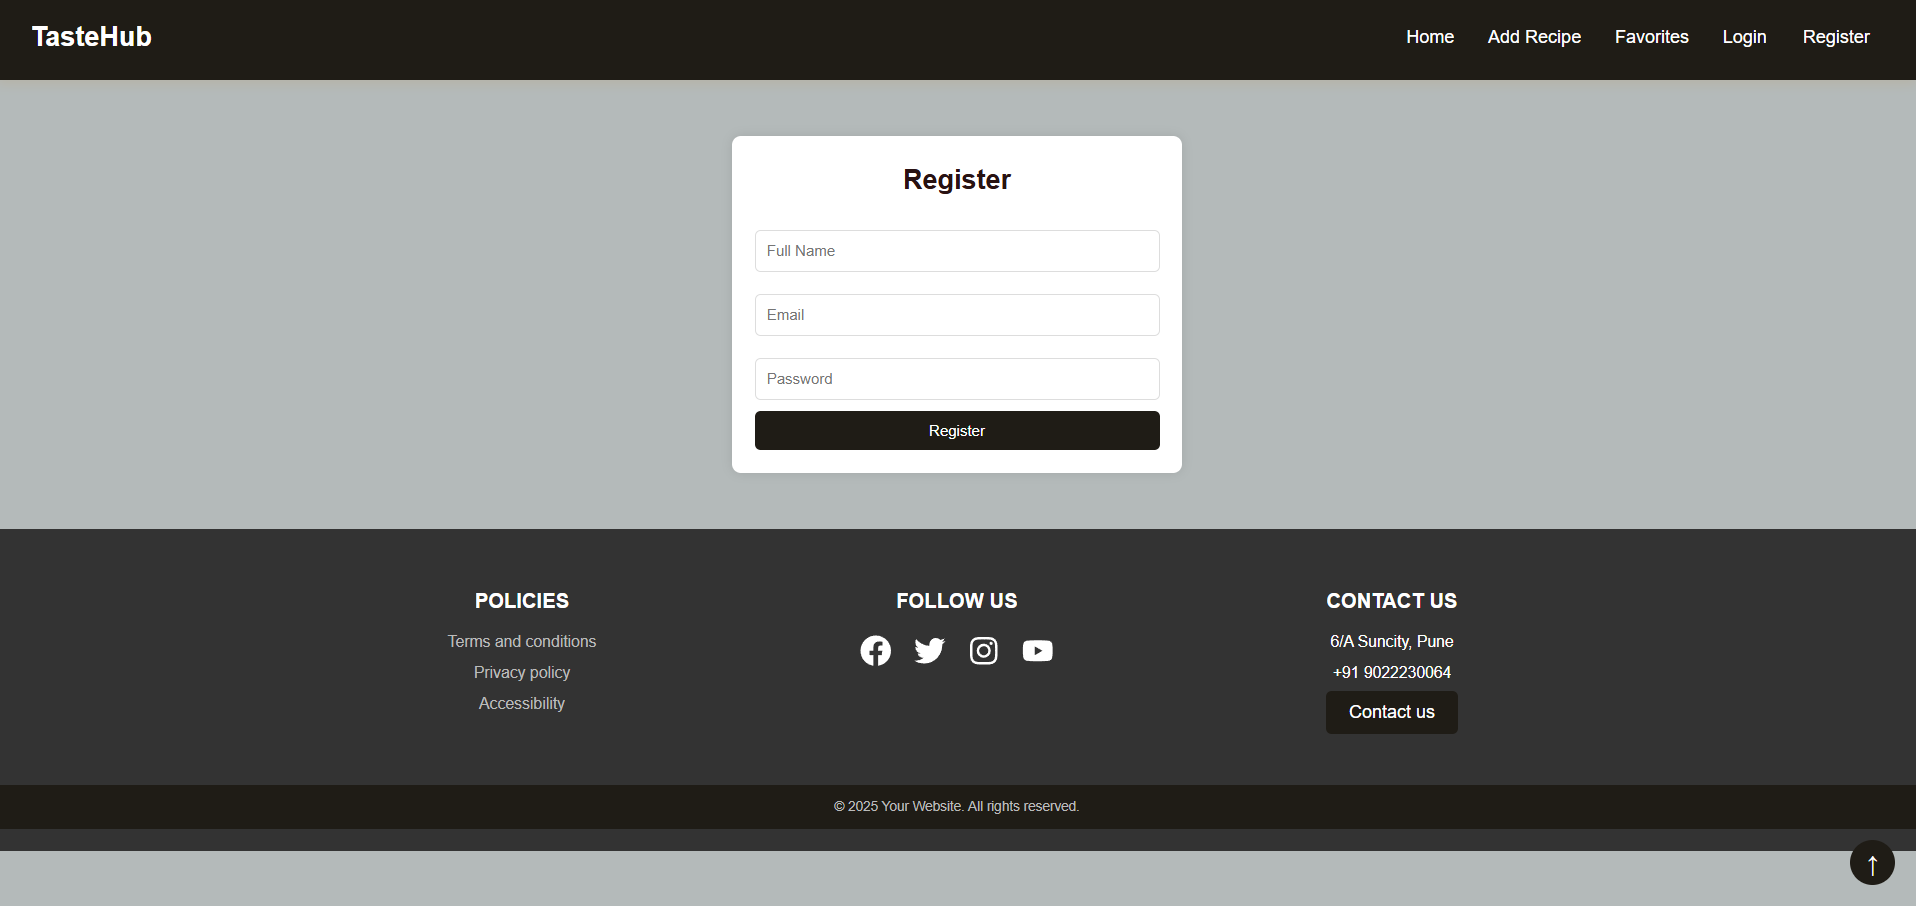 TasteHub
Home Add Recipe Favorites Login Register
Register
Full Name
Email
Password
Register
POLICIES
Terms and conditions
Privacy policy
Accessibility
FOLLOW US
CONTACT US
6/A Suncity, Pune
+91 9022230064
Contact us
© 2025 Your Website. All rights reserved.
↑